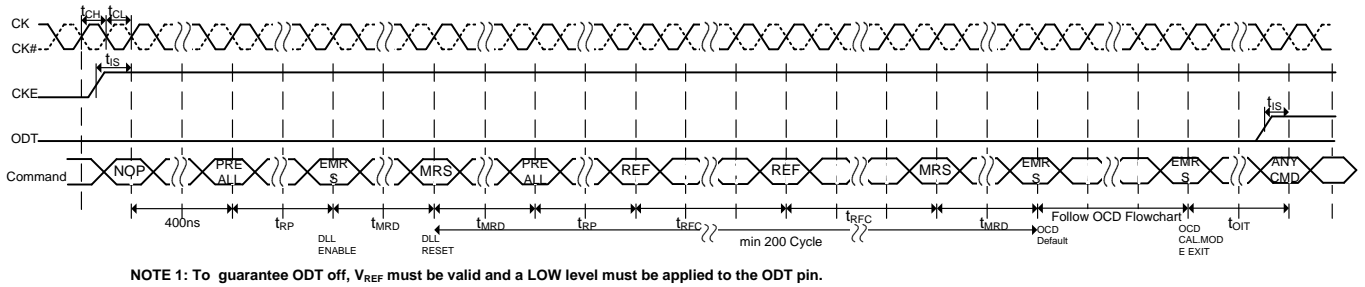 tCH tCL
CK
CK#
tIS
CKE
tIS
ODT
Command
NOP
PRE
ALL
EMR
S
MRS
PRE
ALL
REF
REF
MRS
EMR
S
EMR
S
ANY
CMD
400ns
tRP
tMRD
tMRD
tRP
tRFC
tRFC
tMRD
Follow OCD Flowchart
tOIT
min 200 Cycle
DLL
ENABLE
DLL
RESET
OCD
Default
OCD
CAL.MOD
E EXIT
NOTE 1: To guarantee ODT off, VREF must be valid and a LOW level must be applied to the ODT pin.